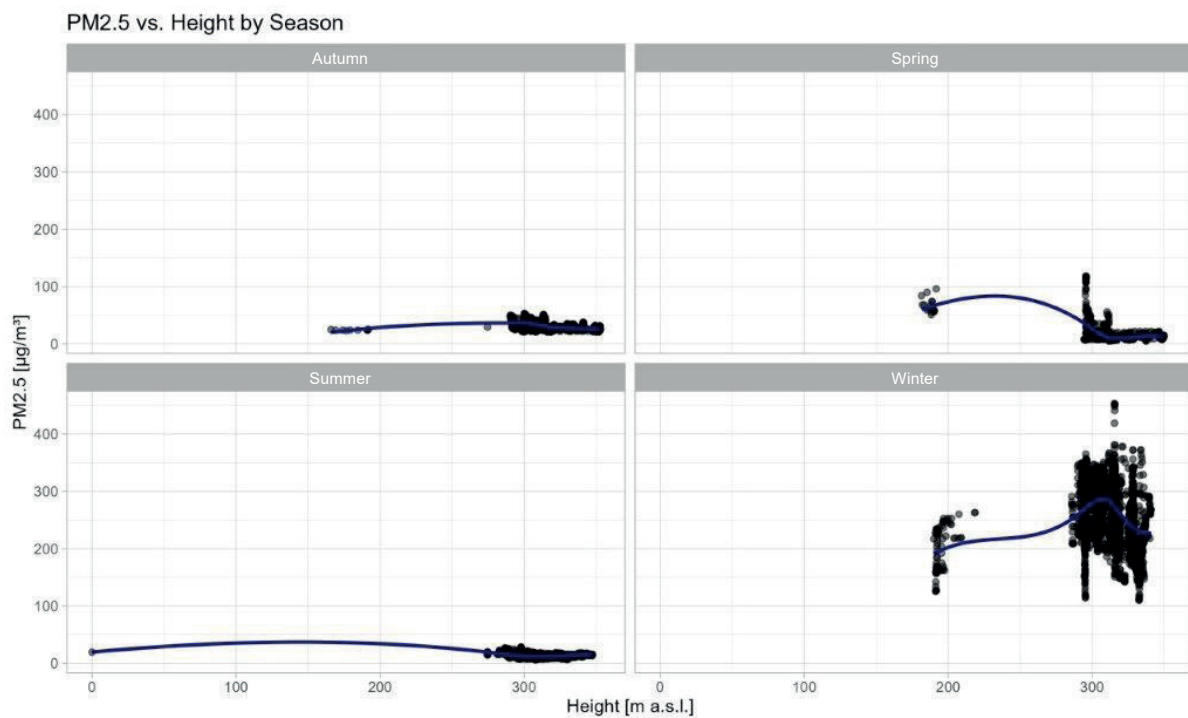 PM2.5 vs. Height by Season
Autumn
Spring
400
300
200
100
0
PM2.5 [µg/m³]
Summer
Winter
400
300
200
100
0
0 100 200 300
0 100 200 300
Height [m a.s.l.]